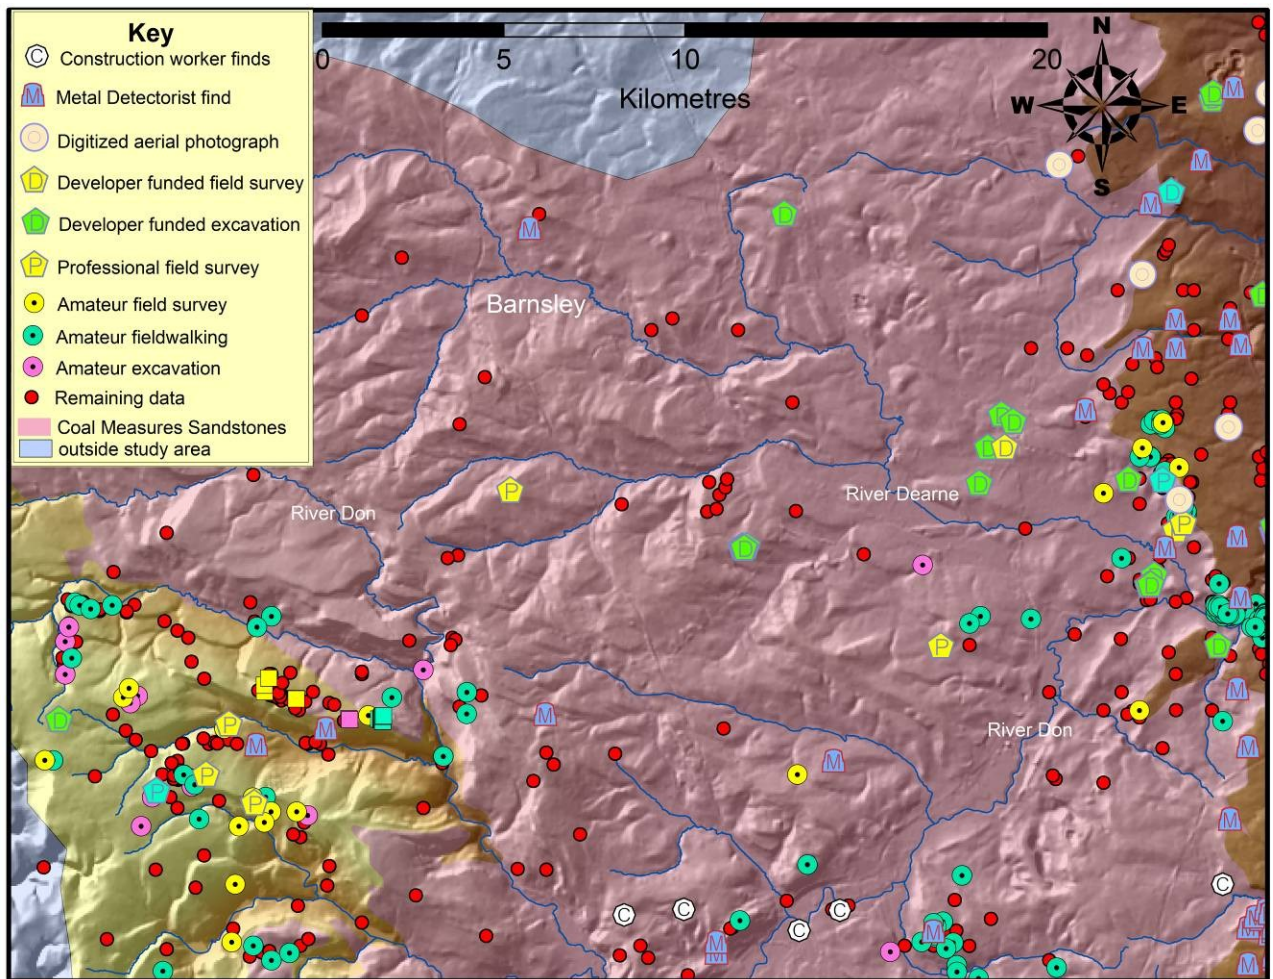 Key
Construction worker finds
Metal Detectorist find
Digitized aerial photograph
Developer funded field survey
Developer funded excavation
Professional field survey
Amateur field survey
Amateur fieldwalking
Amateur excavation
Remaining data
Coal Measures Sandstones
outside study area
0 5 10 20
Kilometres
N
W E
S
Barnsley
River Dearne
River Don
River Don